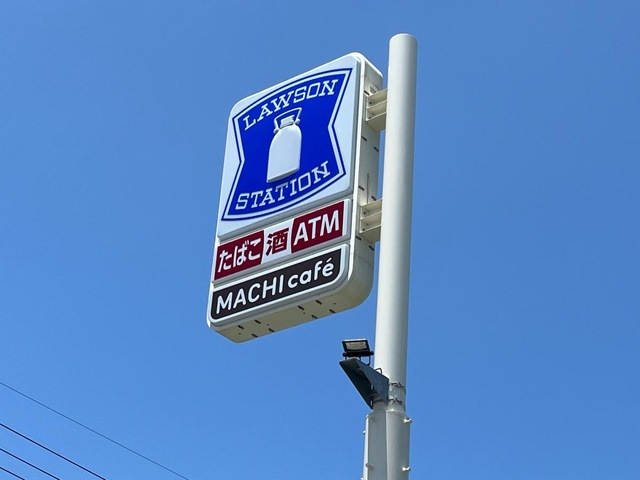 LAWSON
STATION
たばこ 酒 ATM
MACHI café